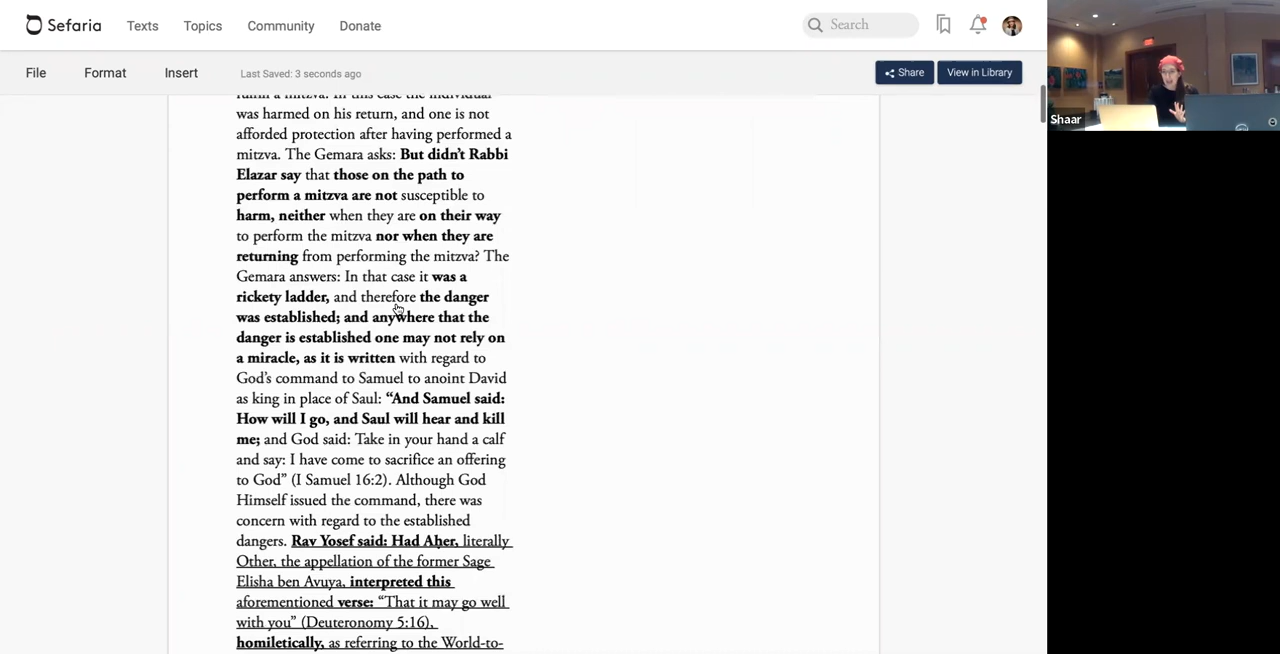 Sefaria Texts Topics Community Donate Search
File Format Insert Last Saved: 3 seconds ago Share View in Library
Shaar
fulfill a mitzva. In this case the individual
was harmed on his return, and one is not
afforded protection after having performed a
mitzva. The Gemara asks: But didn’t Rabbi
Elazar say that those on the path to
perform a mitzva are not susceptible to
harm, neither when they are on their way
to perform the mitzva nor when they are
returning from performing the mitzva? The
Gemara answers: In that case it was a
rickety ladder, and therefore the danger
was established; and anywhere that the
danger is established one may not rely on
a miracle, as it is written with regard to
God’s command to Samuel to anoint David
as king in place of Saul: “And Samuel said:
How will I go, and Saul will hear and kill
me; and God said: Take in your hand a calf
and say: I have come to sacrifice an offering
to God” (I Samuel 16:2). Although God
Himself issued the command, there was
concern with regard to the established
dangers. Rav Yosef said: Had Aḥer, literally
Other, the appellation of the former Sage
Elisha ben Avuya, interpreted this
aforementioned verse: “That it may go well
with you” (Deuteronomy 5:16),
homiletically, as referring to the World-to-